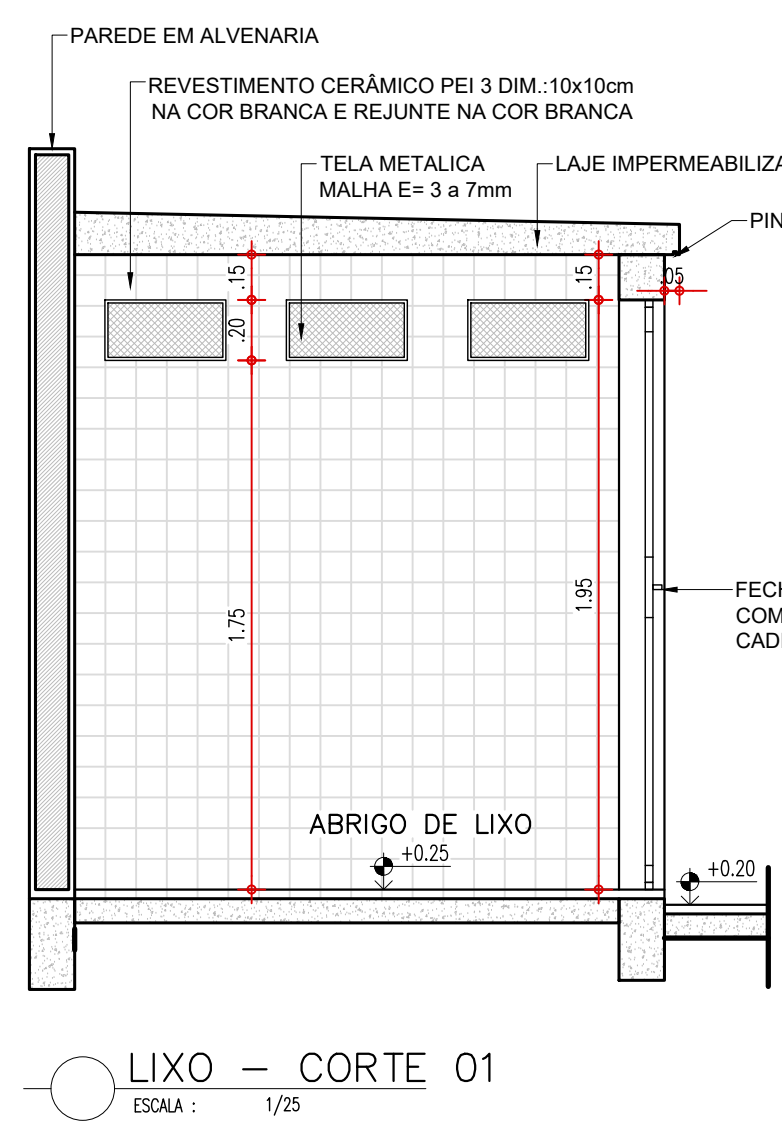 PAREDE EM ALVENARIA
REVESTIMENTO CERÂMICO PEI 3 DIM.:10x10cm
NA COR BRANCA E REJUNTE NA COR BRANCA
TELA METALICA
MALHA E= 3 a 7mm
LAJE IMPERMEABILIZA
PIN
.15
.15
.05
.20
1.75
1.95
FECH
COM
CAD
ABRIGO DE LIXO
+0.25
+0.20
LIXO - CORTE 01
ESCALA : 1/25